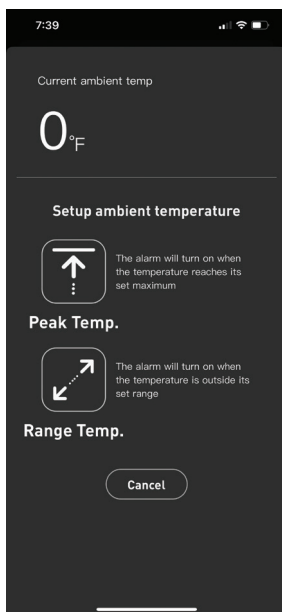 7:39
Current ambient temp
0°F
Setup ambient temperature
The alarm will turn on when
the temperature reaches its
set maximum
Peak Temp.
The alarm will turn on when
the temperature is outside its
set range
Range Temp.
Cancel